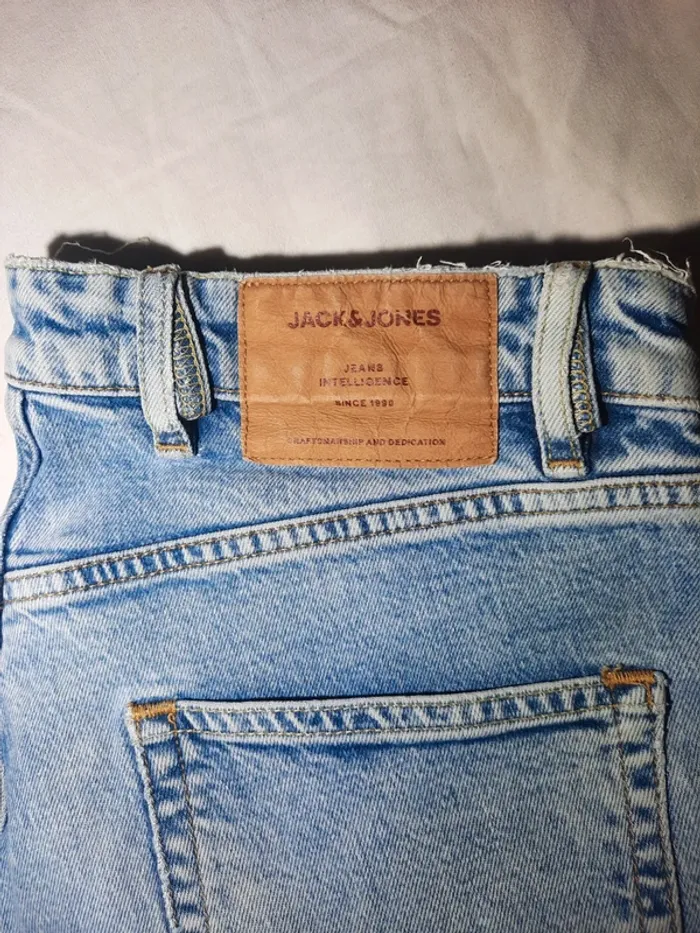 JACK&JONES
JEANS
INTELLIGENCE
SINCE 1990
CRAFTSMANSHIP AND DEDICATION